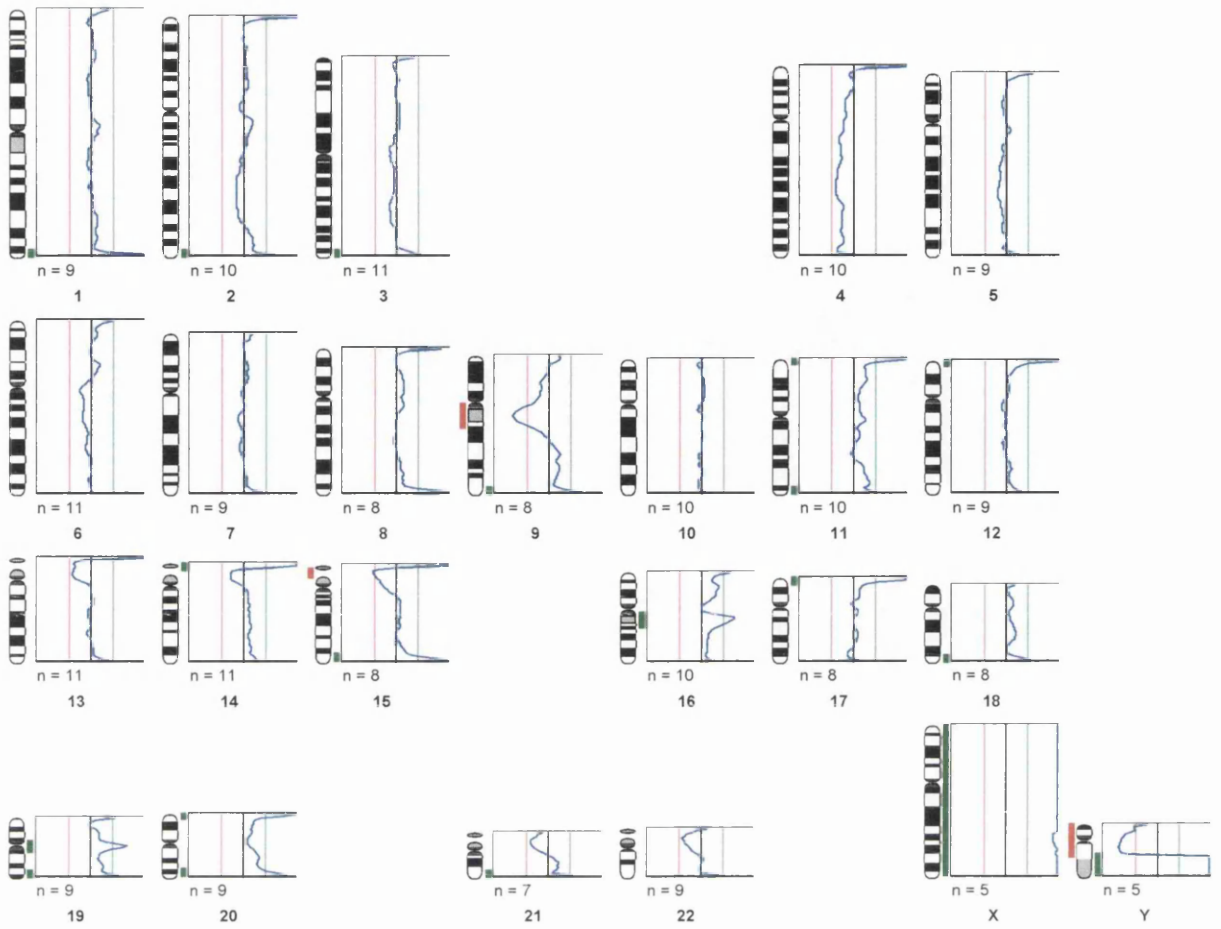 n = 9 n = 10 n = 11 n = 10 n = 9
1 2 3 4 5
n = 11 n = 9 n = 8 n = 8 n = 10 n = 10 n = 9
6 7 8 9 10 11 12
n = 11 n = 11 n = 8 n = 10 n = 8 n = 8
13 14 15 16 17 18
n = 9 n = 9 n = 7 n = 9 n = 5 n = 5
19 20 21 22 X Y